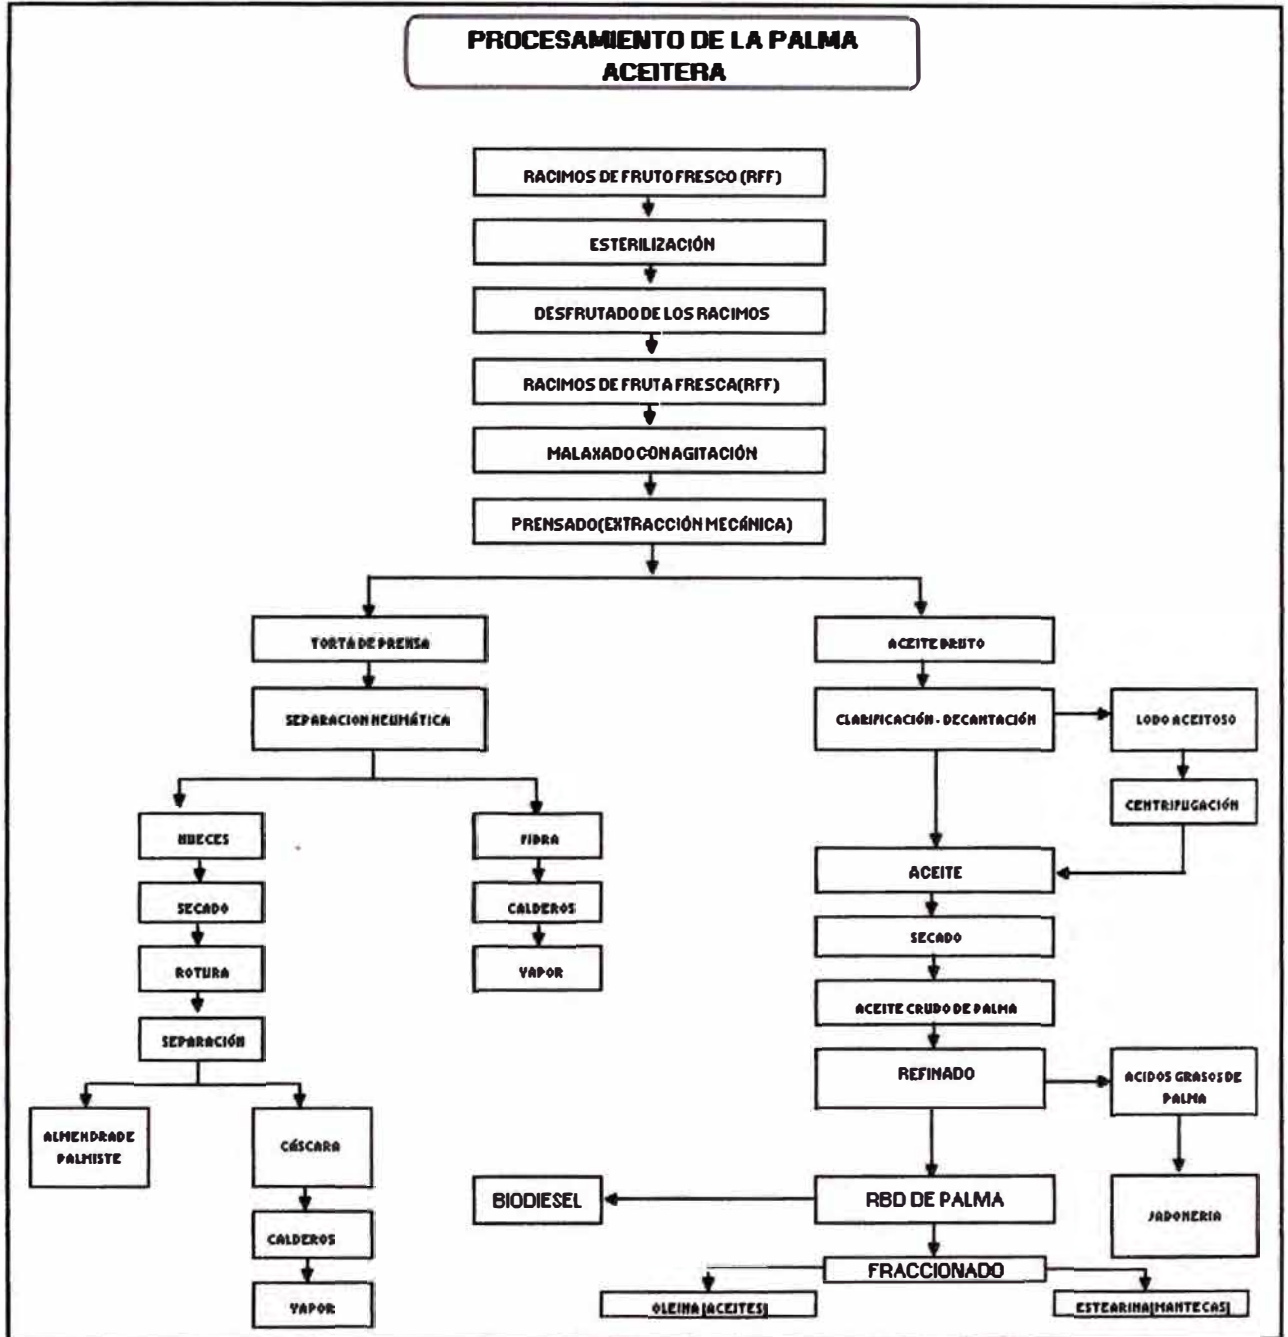 PROCESAMIENTO DE LA PALMA
ACEITERA
RACIMOS DE FRUTO FRESCO (RFF)
ESTERILIZACIÓN
DESFRUTADO DE LOS RACIMOS
RACIMOS DE FRUTA FRESCA(RFF)
MALAXADO CON AGITACIÓN
PRENSADO(EXTRACCIÓN MECÁNICA)
TORTA DE PRENSA
ACEITE BRUTO
SEPARACION NEUMÁTICA
CLARIFICACIÓN - DECANTACIÓN
LODO ACEITOSO
CENTRIFUGACIÓN
NUECES
FIBRA
ACEITE
SECADO
CALDEROS
SECADO
ROTURA
VAPOR
ACEITE CRUDO DE PALMA
SEPARACIÓN
REFINADO
ACIDOS GRASOS DE
PALMA
ALMENDRA DE
PALMISTE
CÁSCARA
BIODIESEL
RBD DE PALMA
JABONERIA
CALDEROS
FRACCIONADO
VAPOR
OLEINA [ACEITES]
ESTEARINA[MANTECAS]